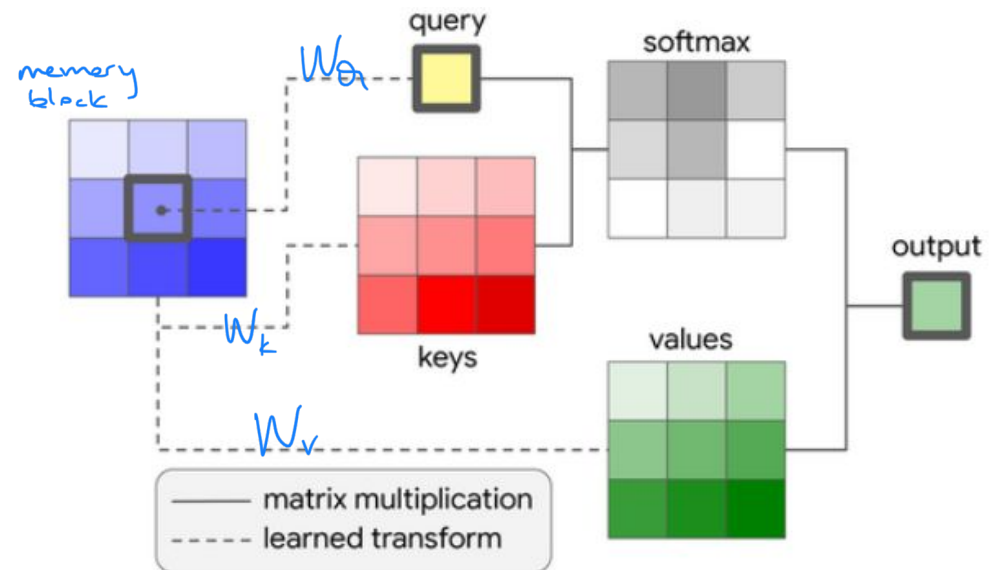 query
softmax
memory
block
W_Q
output
W_k
keys
values
W_v
matrix multiplication
learned transform